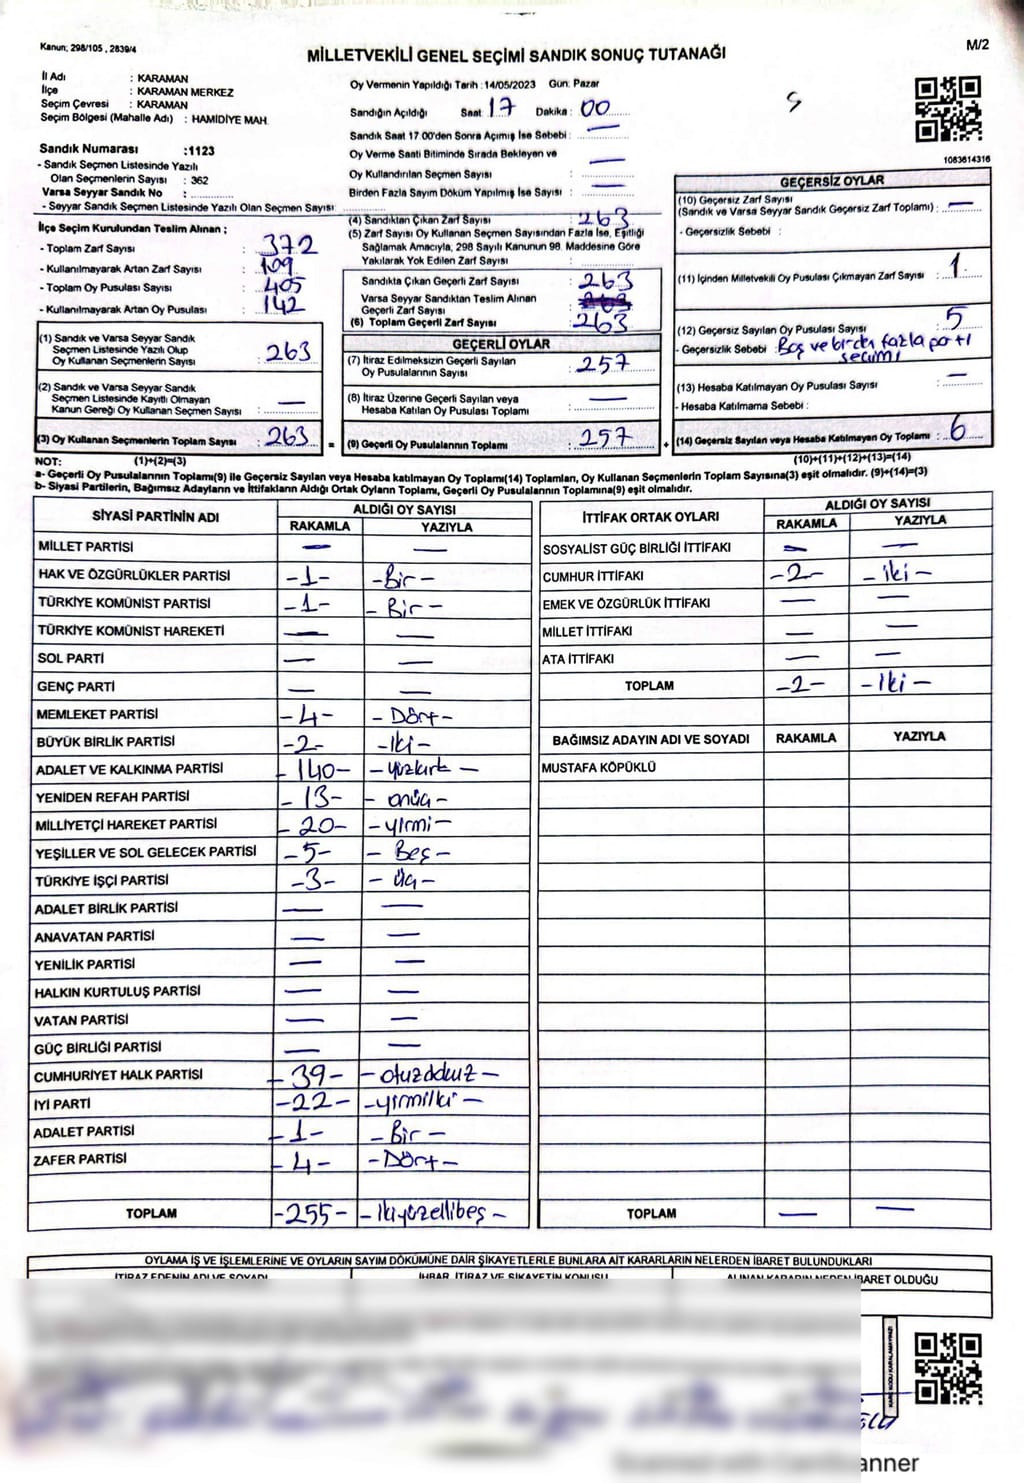 Kanun; 298/105 , 2839/4
MİLLETVEKİLİ GENEL SEÇİMİ SANDIK SONUÇ TUTANAĞI
M/2
İl Adı : KARAMAN
İlçe : KARAMAN MERKEZ
Seçim Çevresi : KARAMAN
Seçim Bölgesi (Mahalle Adı) : HAMİDİYE MAH.
Sandık Numarası :1123
- Sandık Seçmen Listesinde Yazılı
Olan Seçmenlerin Sayısı : 362
Varsa Seyyar Sandık No :
- Seyyar Sandık Seçmen Listesinde Yazılı Olan Seçmen Sayısı:
Oy Vermenin Yapıldığı Tarih :14/05/2023 Gün: Pazar
Sandığın Açıldığı Saat: 17 Dakika : 00
Sandık Saat 17.00'den Sonra Açımış İse Sebebi : —
Oy Verme Saati Bitiminde Sırada Bekleyen ve
Oy Kullandırılan Seçmen Sayısı : —
Birden Fazla Sayım Döküm Yapılmış İse Sayısı : —
1083614316
İlçe Seçim Kurulundan Teslim Alınan ;
- Toplam Zarf Sayısı : 372
- Kullanılmayarak Artan Zarf Sayısı : 109
- Toplam Oy Pusulası Sayısı : 405
- Kullanılmayarak Artan Oy Pusulası : 142
(1) Sandık ve Varsa Seyyar Sandık
Seçmen Listesinde Yazılı Olup
Oy Kullanan Seçmenlerin Sayısı : 263
(2) Sandık ve Varsa Seyyar Sandık
Seçmen Listesinde Kayıtlı Olmayan
Kanun Gereği Oy Kullanan Seçmen Sayısı : —
(3) Oy Kullanan Seçmenlerin Toplam Sayısı : 263 =
(4) Sandıktan Çıkan Zarf Sayısı : 263
(5) Zarf Sayısı Oy Kullanan Seçmen Sayısından Fazla İse, Eşitliği
Sağlamak Amacıyla, 298 Sayılı Kanunun 98. Maddesine Göre
Yakılarak Yok Edilen Zarf Sayısı :
Sandıkta Çıkan Geçerli Zarf Sayısı : 263
Varsa Seyyar Sandıktan Teslim Alınan
Geçerli Zarf Sayısı :
(6) Toplam Geçerli Zarf Sayısı : 263
GEÇERLİ OYLAR
(7) İtiraz Edilmeksizin Geçerli Sayılan
Oy Pusulalarının Sayısı : 257
(8) İtiraz Üzerine Geçerli Sayılan veya
Hesaba Katılan Oy Pusulası Toplamı : —
(9) Geçerli Oy Pusulalarının Toplamı : 257 +
GEÇERSİZ OYLAR
(10) Geçersiz Zarf Sayısı
(Sandık ve Varsa Seyyar Sandık Geçersiz Zarf Toplamı) : —
- Geçersizlik Sebebi :
(11) İçinden Milletvekili Oy Pusulası Çıkmayan Zarf Sayısı : 1
(12) Geçersiz Sayılan Oy Pusulası Sayısı : 5
- Geçersizlik Sebebi : Boş ve birden fazla parti
seçimi
(13) Hesaba Katılmayan Oy Pusulası Sayısı : —
- Hesaba Katılmama Sebebi :
(14) Geçersiz Sayılan veya Hesaba Katılmayan Oy Toplamı : 6
NOT: (1)+(2)=(3) (10)+(11)+(12)+(13)=(14)
a- Geçerli Oy Pusulalarının Toplamı(9) ile Geçersiz Sayılan veya Hesaba katılmayan Oy Toplamı(14) Toplamları, Oy Kullanan Seçmenlerin Toplam Sayısına(3) eşit olmalıdır. (9)+(14)=(3)
b- Siyasi Partilerin, Bağımsız Adayların ve İttifakların Aldığı Ortak Oyların Toplamı, Geçerli Oy Pusulalarının Toplamına(9) eşit olmalıdır.
SİYASİ PARTİNİN ADI ALDIĞI OY SAYISI
RAKAMLA YAZIYLA
MİLLET PARTİSİ — —
HAK VE ÖZGÜRLÜKLER PARTİSİ -1- -Bir-
TÜRKİYE KOMÜNİST PARTİSİ -1- -Bir-
TÜRKİYE KOMÜNİST HAREKETİ — —
SOL PARTİ — —
GENÇ PARTİ — —
MEMLEKET PARTİSİ -4- -Dört-
BÜYÜK BİRLİK PARTİSİ -2- -İki-
ADALET VE KALKINMA PARTİSİ -140- -yüzkırk-
YENİDEN REFAH PARTİSİ -13- -onüç-
MİLLİYETÇİ HAREKET PARTİSİ -20- -yirmi-
YEŞİLLER VE SOL GELECEK PARTİSİ -5- -Beş-
TÜRKİYE İŞÇİ PARTİSİ -3- -Üç-
ADALET BİRLİK PARTİSİ — —
ANAVATAN PARTİSİ — —
YENİLİK PARTİSİ — —
HALKIN KURTULUŞ PARTİSİ — —
VATAN PARTİSİ — —
GÜÇ BİRLİĞİ PARTİSİ — —
CUMHURİYET HALK PARTİSİ -39- -otuzdokuz-
İYİ PARTİ -22- -yirmiiki-
ADALET PARTİSİ -1- -Bir-
ZAFER PARTİSİ -4- -Dört-
TOPLAM -255- -ikiyüzellibeş-
İTTİFAK ORTAK OYLARI ALDIĞI OY SAYISI
RAKAMLA YAZIYLA
SOSYALİST GÜÇ BİRLİĞİ İTTİFAKI — —
CUMHUR İTTİFAKI -2- -iki-
EMEK VE ÖZGÜRLÜK İTTİFAKI — —
MİLLET İTTİFAKI — —
ATA İTTİFAKI — —
TOPLAM -2- -İki-
BAĞIMSIZ ADAYIN ADI VE SOYADI RAKAMLA YAZIYLA
MUSTAFA KÖPÜKLÜ
TOPLAM — —
OYLAMA İŞ VE İŞLEMLERİNE VE OYLARIN SAYIM DÖKÜMÜNE DAİR ŞİKAYETLERLE BUNLARA AİT KARARLARIN NELERDEN İBARET BULUNDUKLARI
İTİRAZ EDENİN ADI VE SOYADI İHBAR, İTİRAZ VE ŞİKAYETİN KONUSU ALINAN KARARIN NEDEN İBARET OLDUĞU
KARE KODU KARALAMAYINIZ!